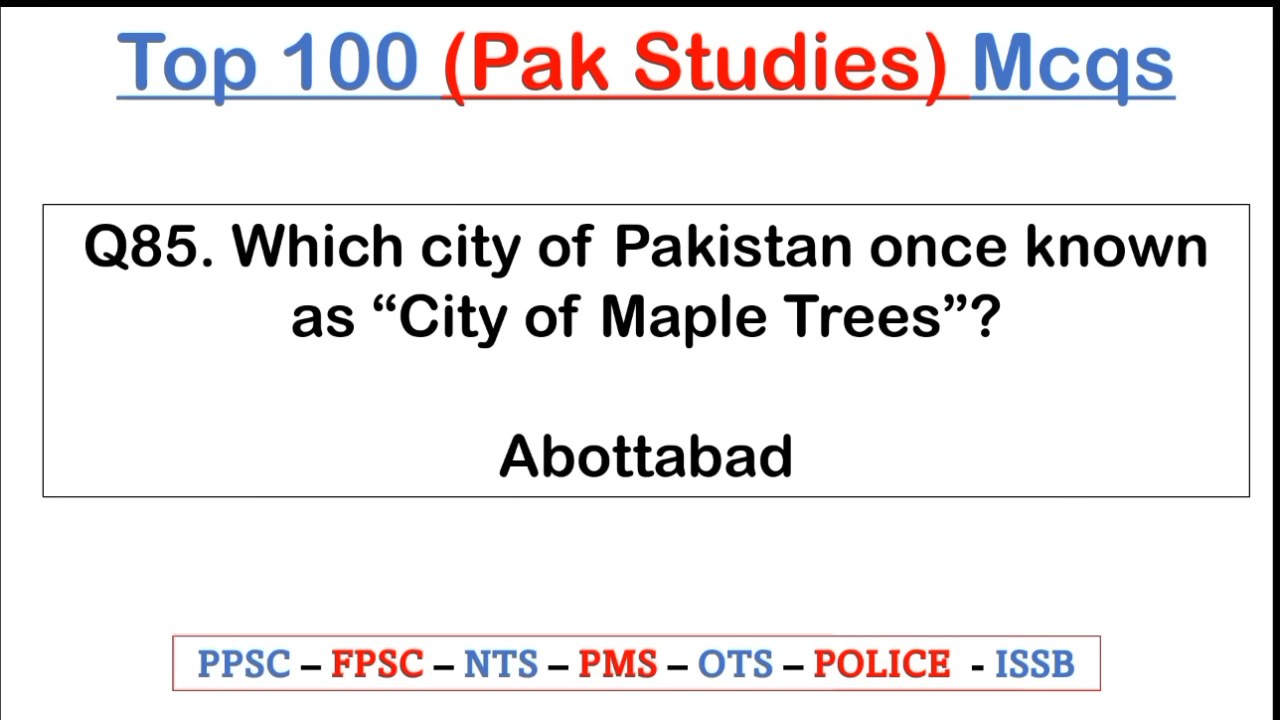 Top 100 (Pak Studies) Mcqs
Q85. Which city of Pakistan once known
as “City of Maple Trees”?
Abottabad
PPSC – FPSC – NTS – PMS – OTS – POLICE - ISSB